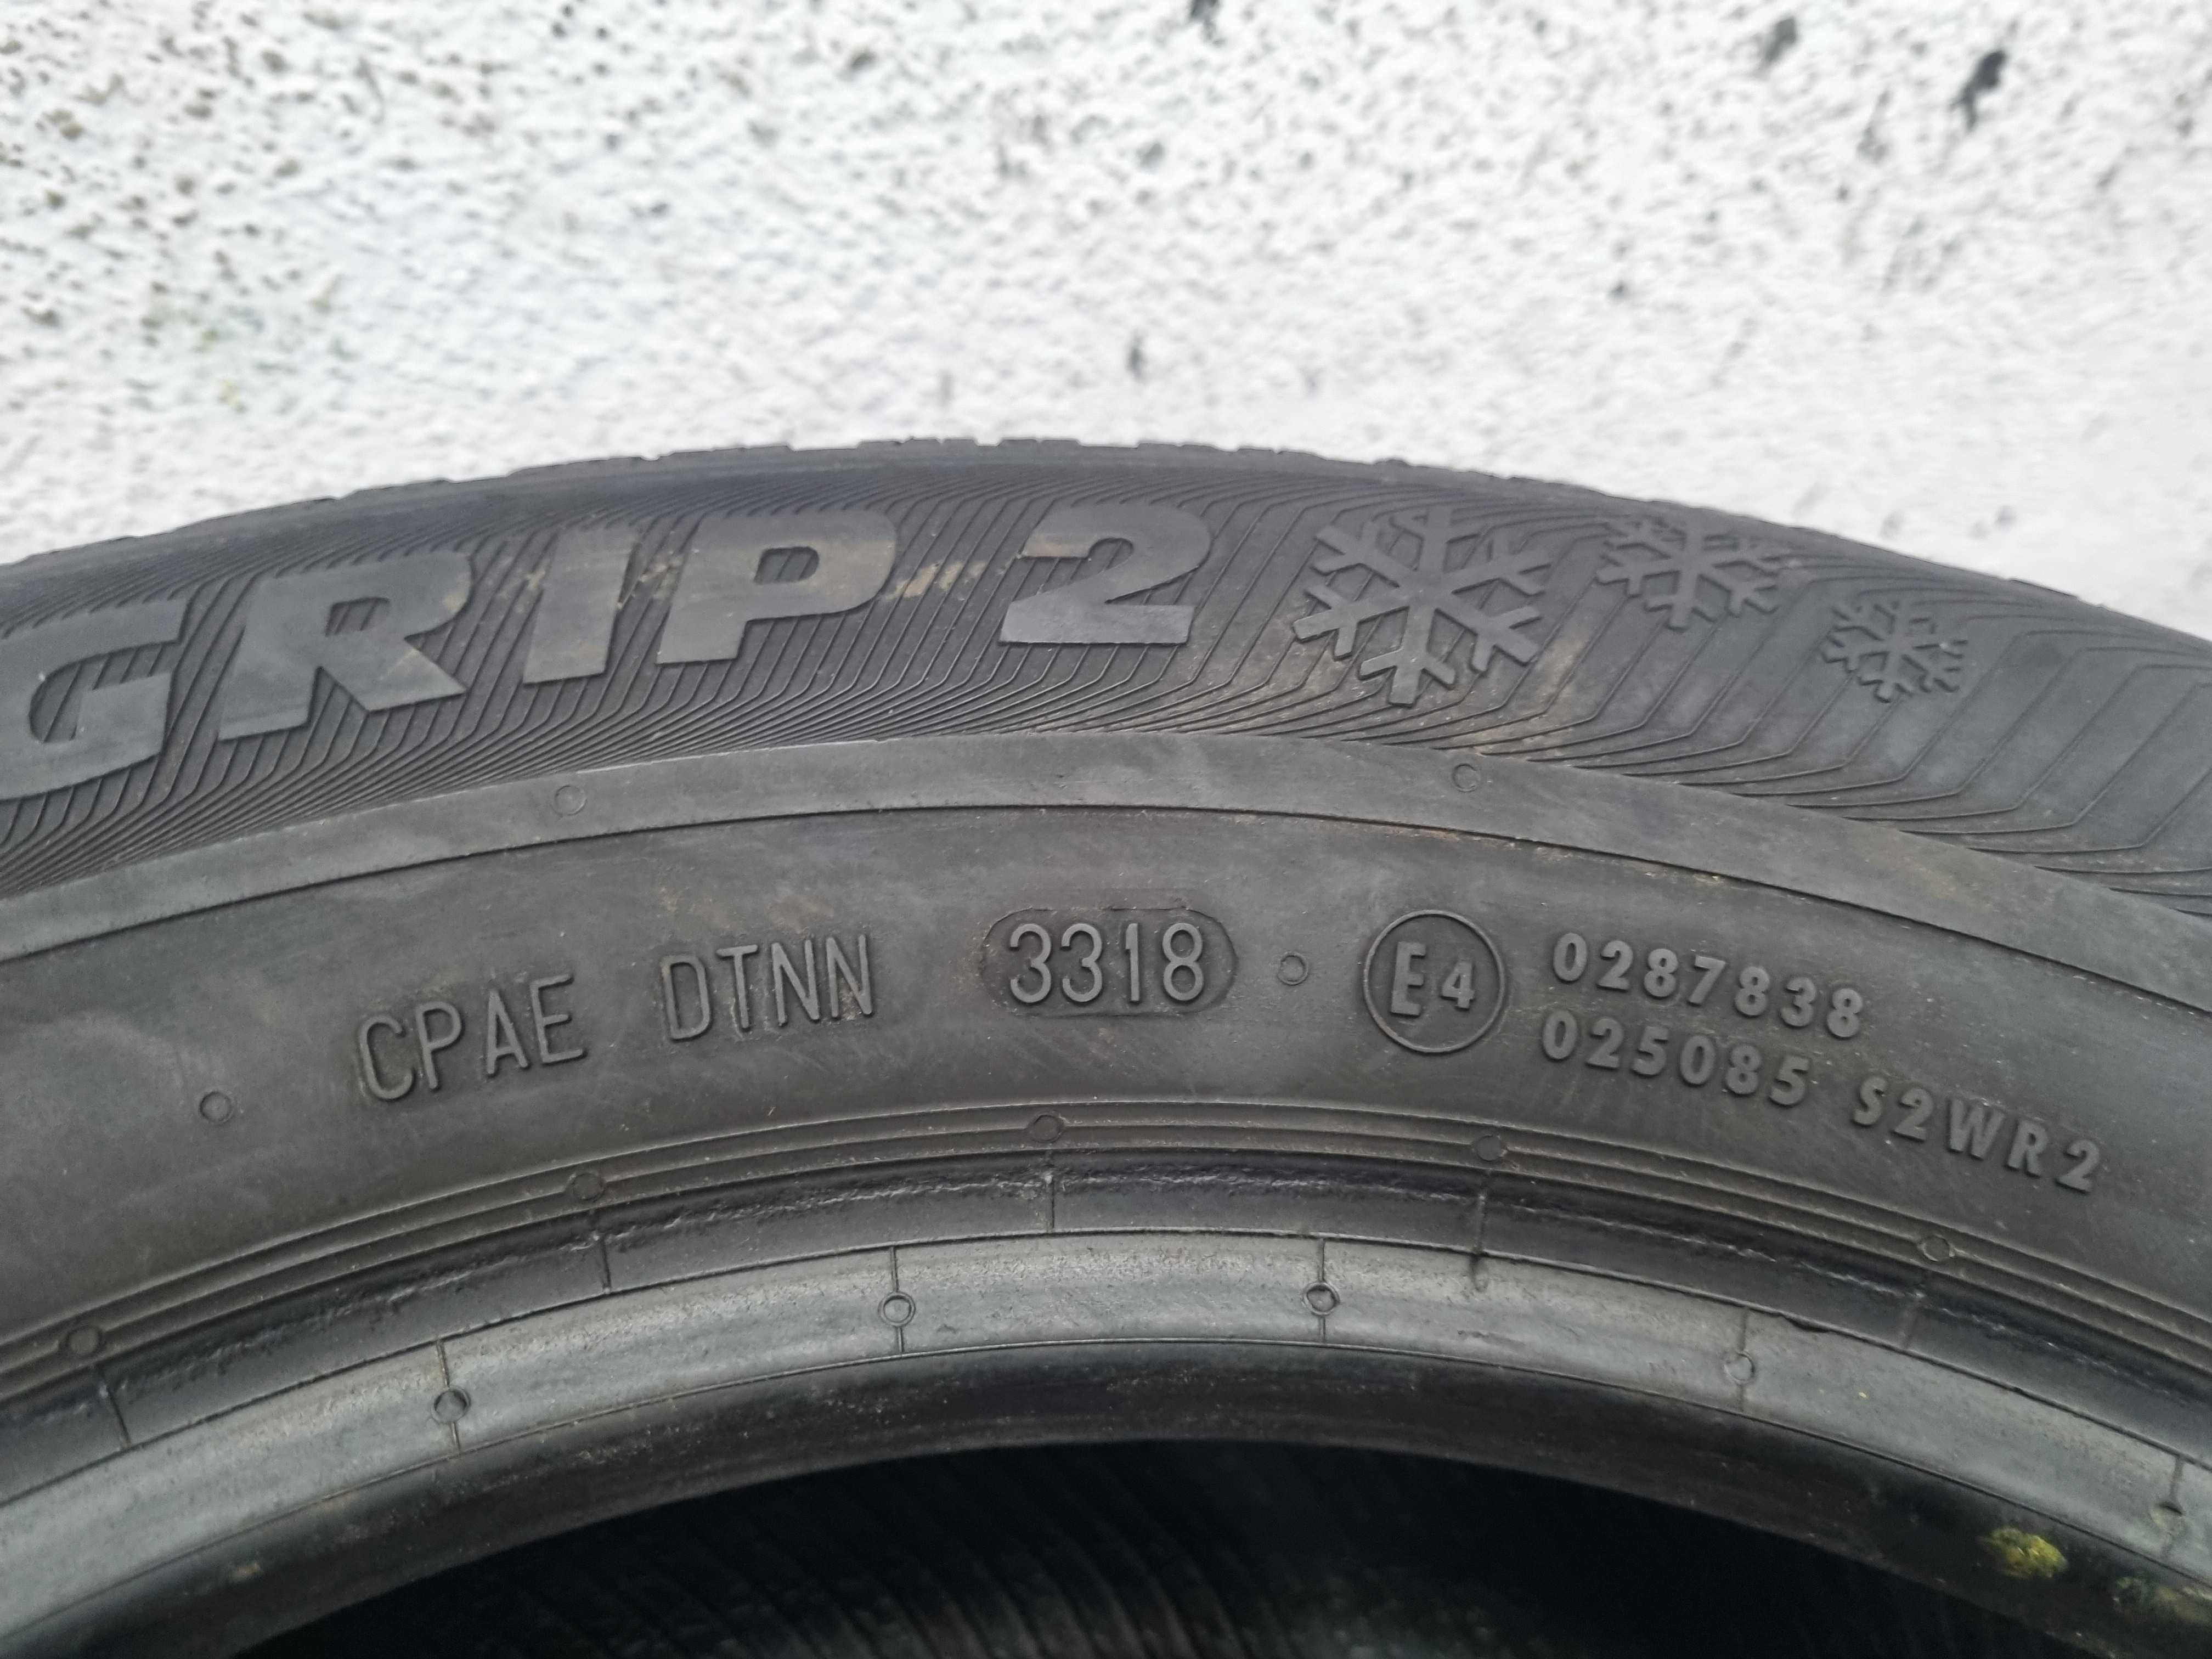 GRIP 2
CPAE DTNN 3318 E4 0287838
025085 S2WR2